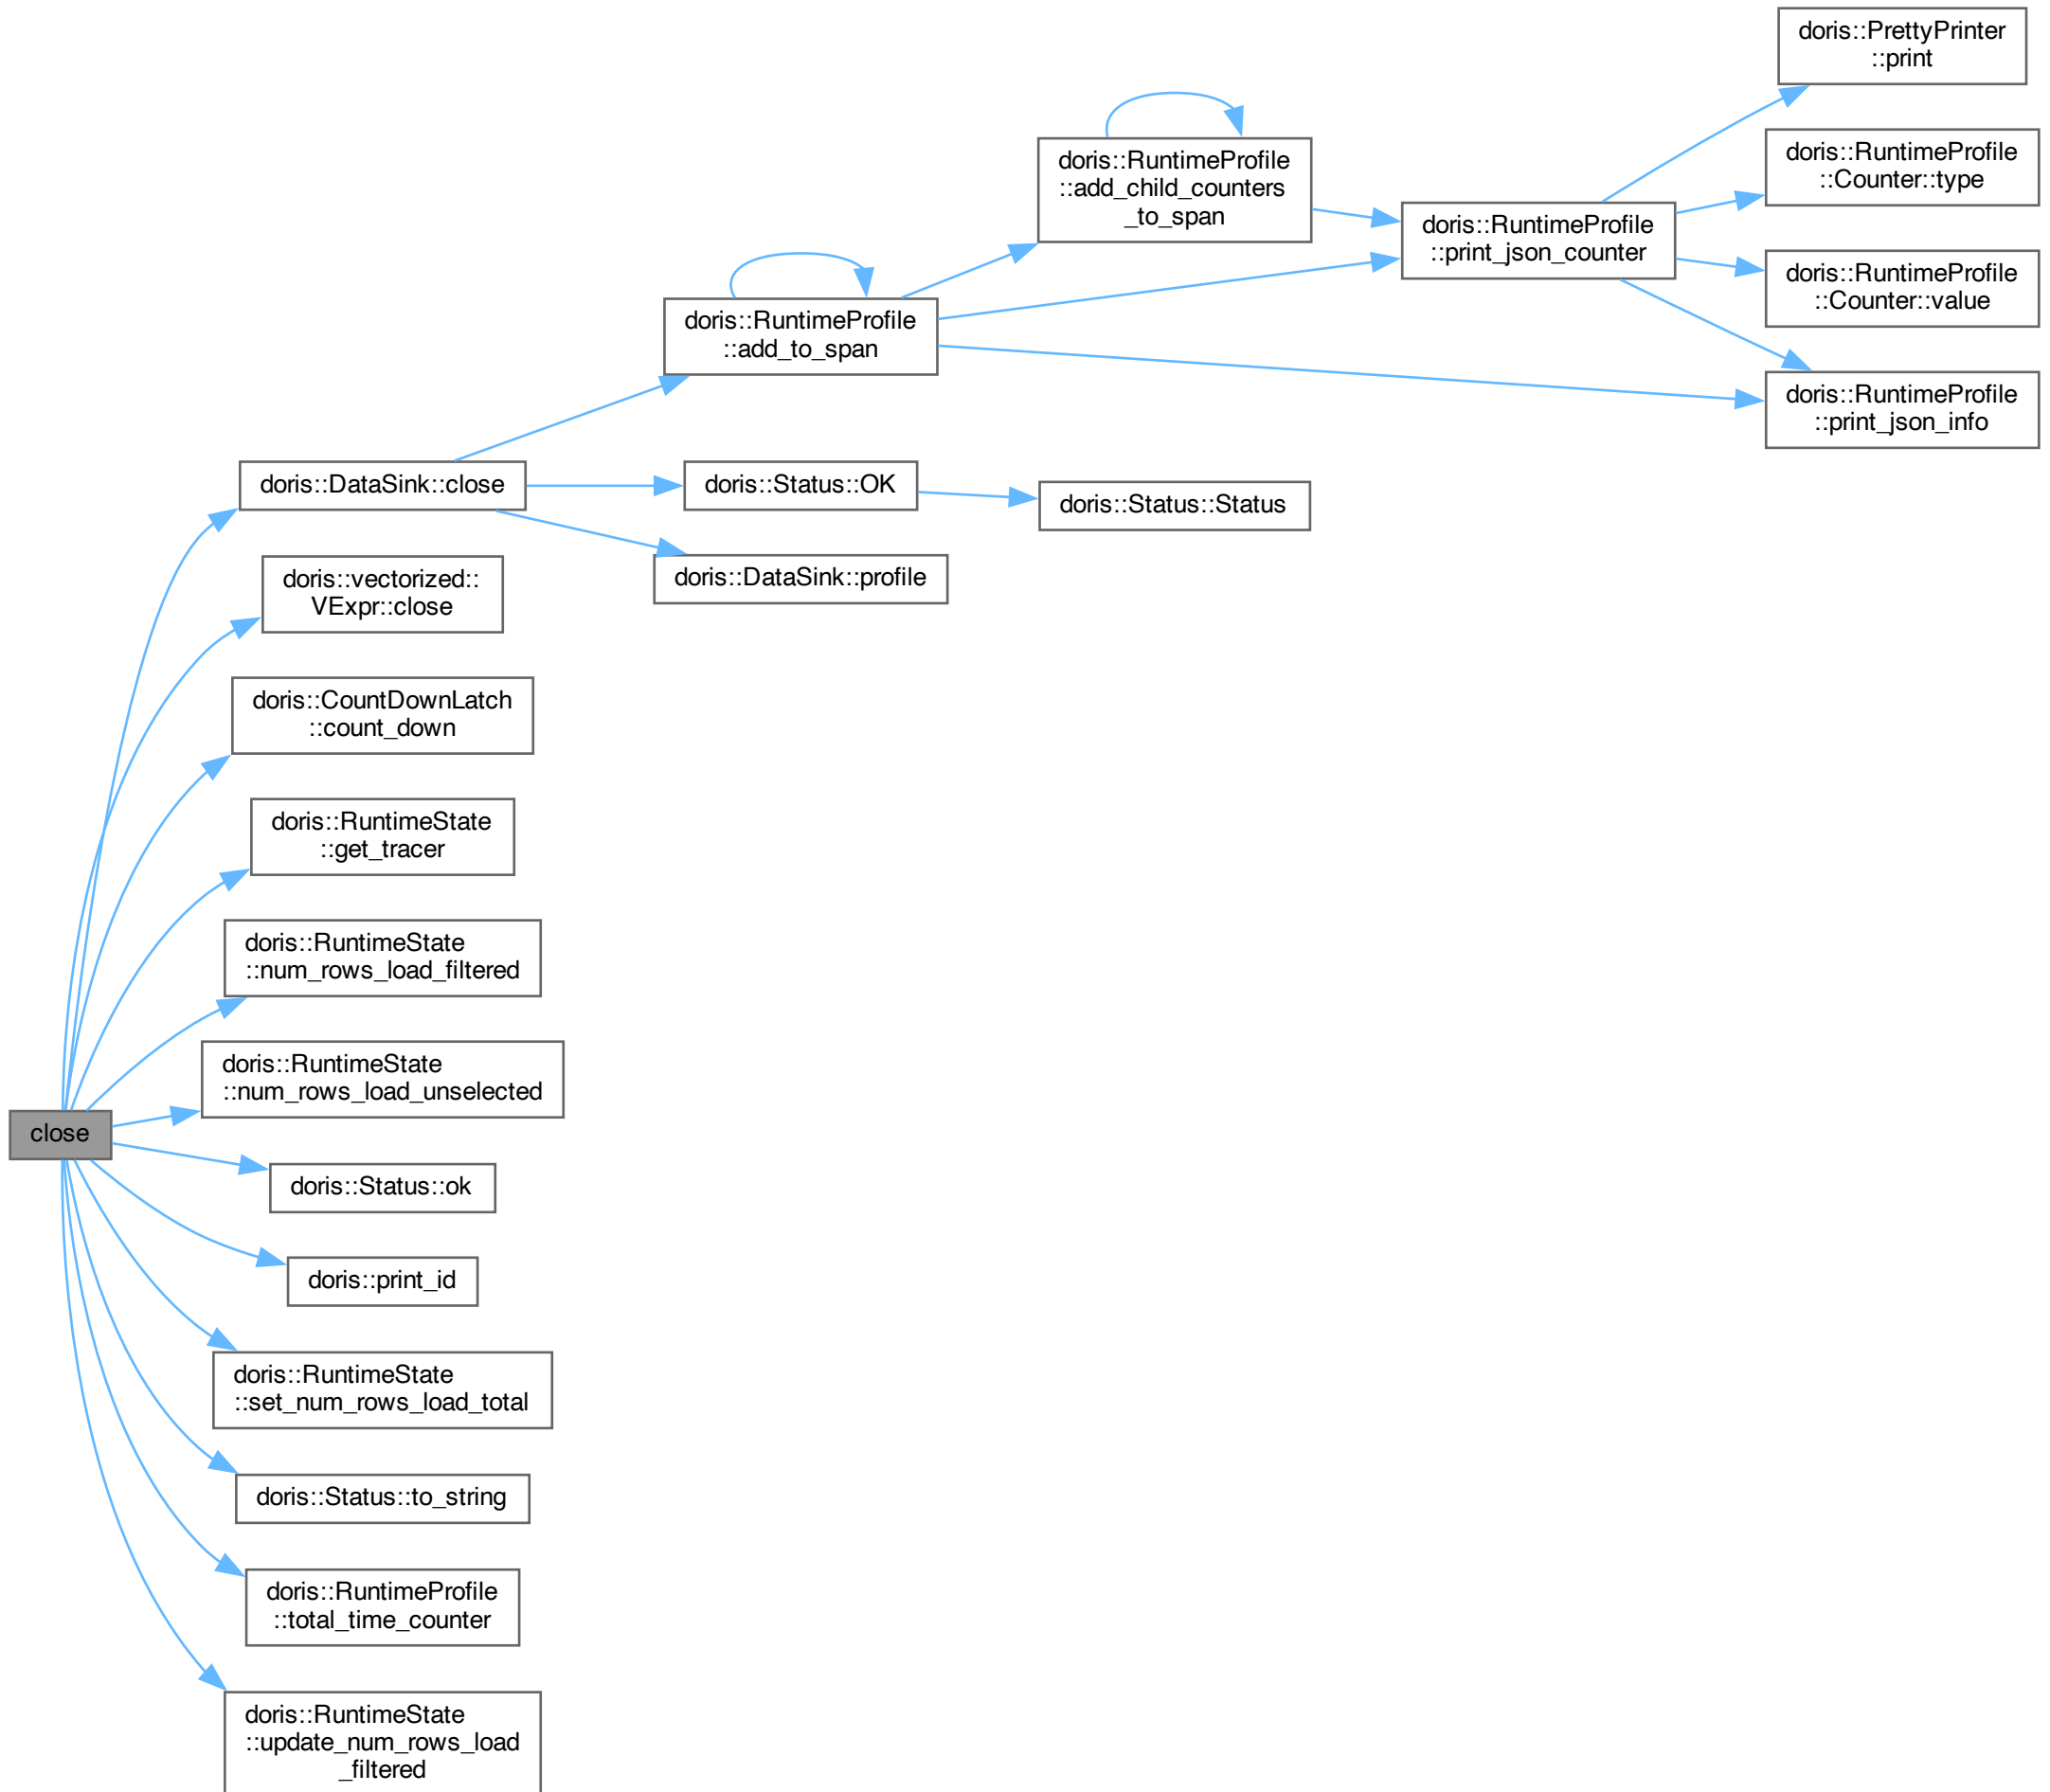 doris::PrettyPrinter
::print
doris::RuntimeProfile
::Counter::type
doris::RuntimeProfile
::add_child_counters
_to_span
doris::RuntimeProfile
::print_json_counter
doris::RuntimeProfile
::Counter::value
doris::RuntimeProfile
::add_to_span
doris::RuntimeProfile
::print_json_info
doris::DataSink::close
doris::Status::OK
doris::Status::Status
doris::DataSink::profile
doris::vectorized::
VExpr::close
doris::CountDownLatch
::count_down
doris::RuntimeState
::get_tracer
doris::RuntimeState
::num_rows_load_filtered
doris::RuntimeState
::num_rows_load_unselected
close
doris::Status::ok
doris::print_id
doris::RuntimeState
::set_num_rows_load_total
doris::Status::to_string
doris::RuntimeProfile
::total_time_counter
doris::RuntimeState
::update_num_rows_load
_filtered